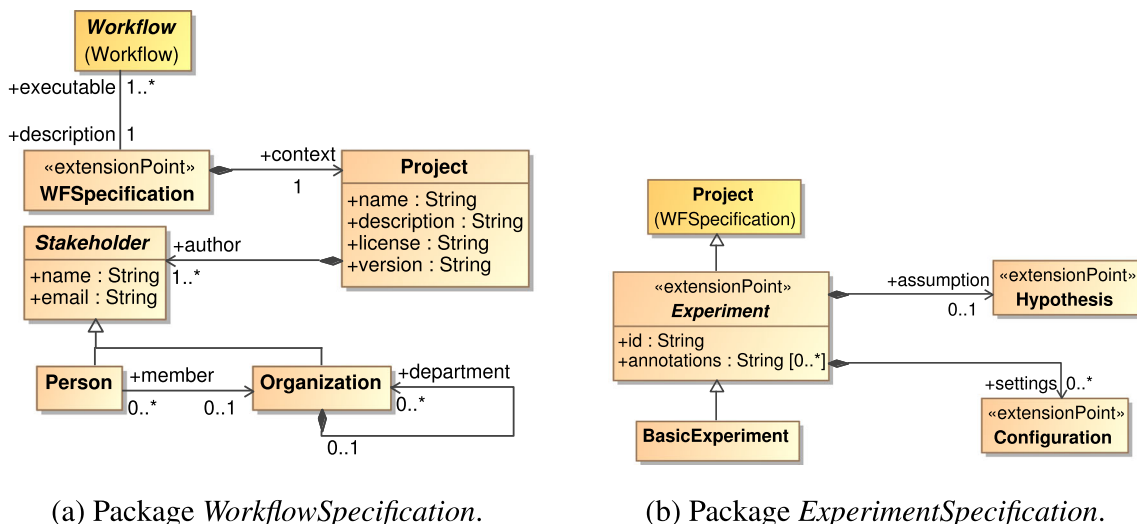 Workflow
(Workflow)
+executable 1..*
+description 1
«extensionPoint»
WFSpecification
+context
1
Project
+name : String
+description : String
+license : String
+version : String
Stakeholder
+name : String
+email : String
+author
1..*
Person
+member
0..*
0..1
Organization
+department
0..*
0..1
(a) Package WorkflowSpecification.
Project
(WFSpecification)
«extensionPoint»
Experiment
+id : String
+annotations : String [0..*]
+assumption
0..1
«extensionPoint»
Hypothesis
+settings 0..*
«extensionPoint»
Configuration
BasicExperiment
(b) Package ExperimentSpecification.